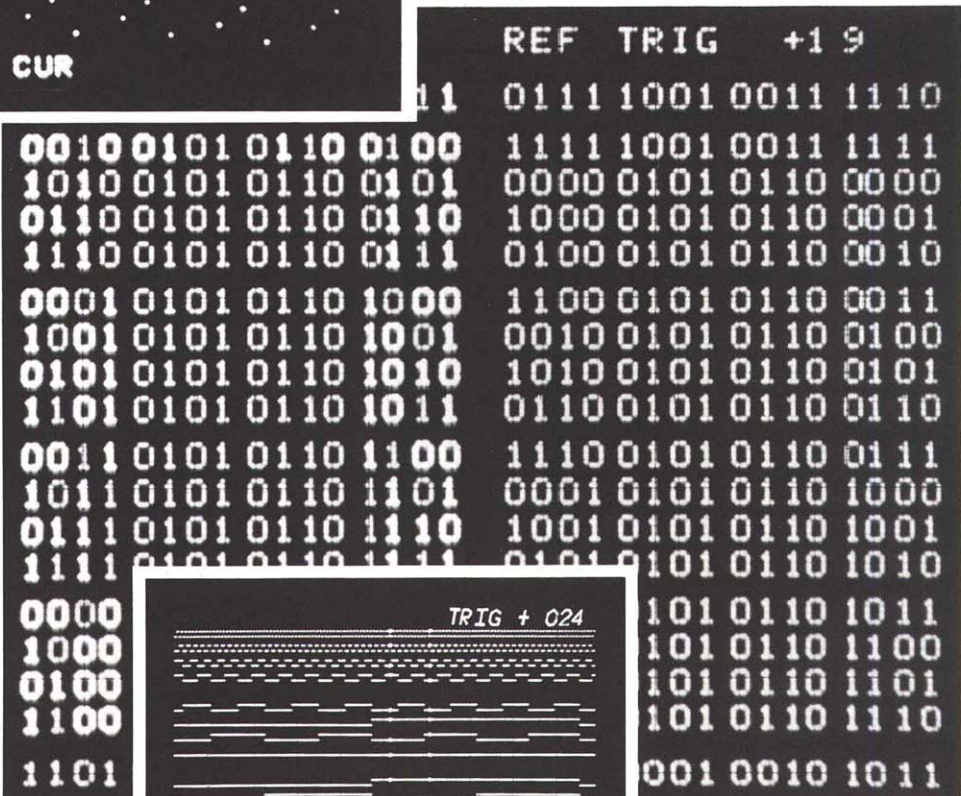 CUR
REF TRIG +19
11 0111 1001 0011 1110
0010 0101 0110 0100 1111 1001 0011 1111
1010 0101 0110 0101 0000 0101 0110 0000
0110 0101 0110 0110 1000 0101 0110 0001
1110 0101 0110 0111 0100 0101 0110 0010
0001 0101 0110 1000 1100 0101 0110 0011
1001 0101 0110 1001 0010 0101 0110 0100
0101 0101 0110 1010 1010 0101 0110 0101
1101 0101 0110 1011 0110 0101 0110 0110
0011 0101 0110 1100 1110 0101 0110 0111
1011 0101 0110 1101 0001 0101 0110 1000
0111 0101 0110 1110 1001 0101 0110 1001
1111 0101 0110 1111 0101 0101 0110 1010
0000 101 0110 1011
1000 101 0110 1100
0100 101 0110 1101
1100 101 0110 1110
1101 001 0010 1011
TRIG + 024